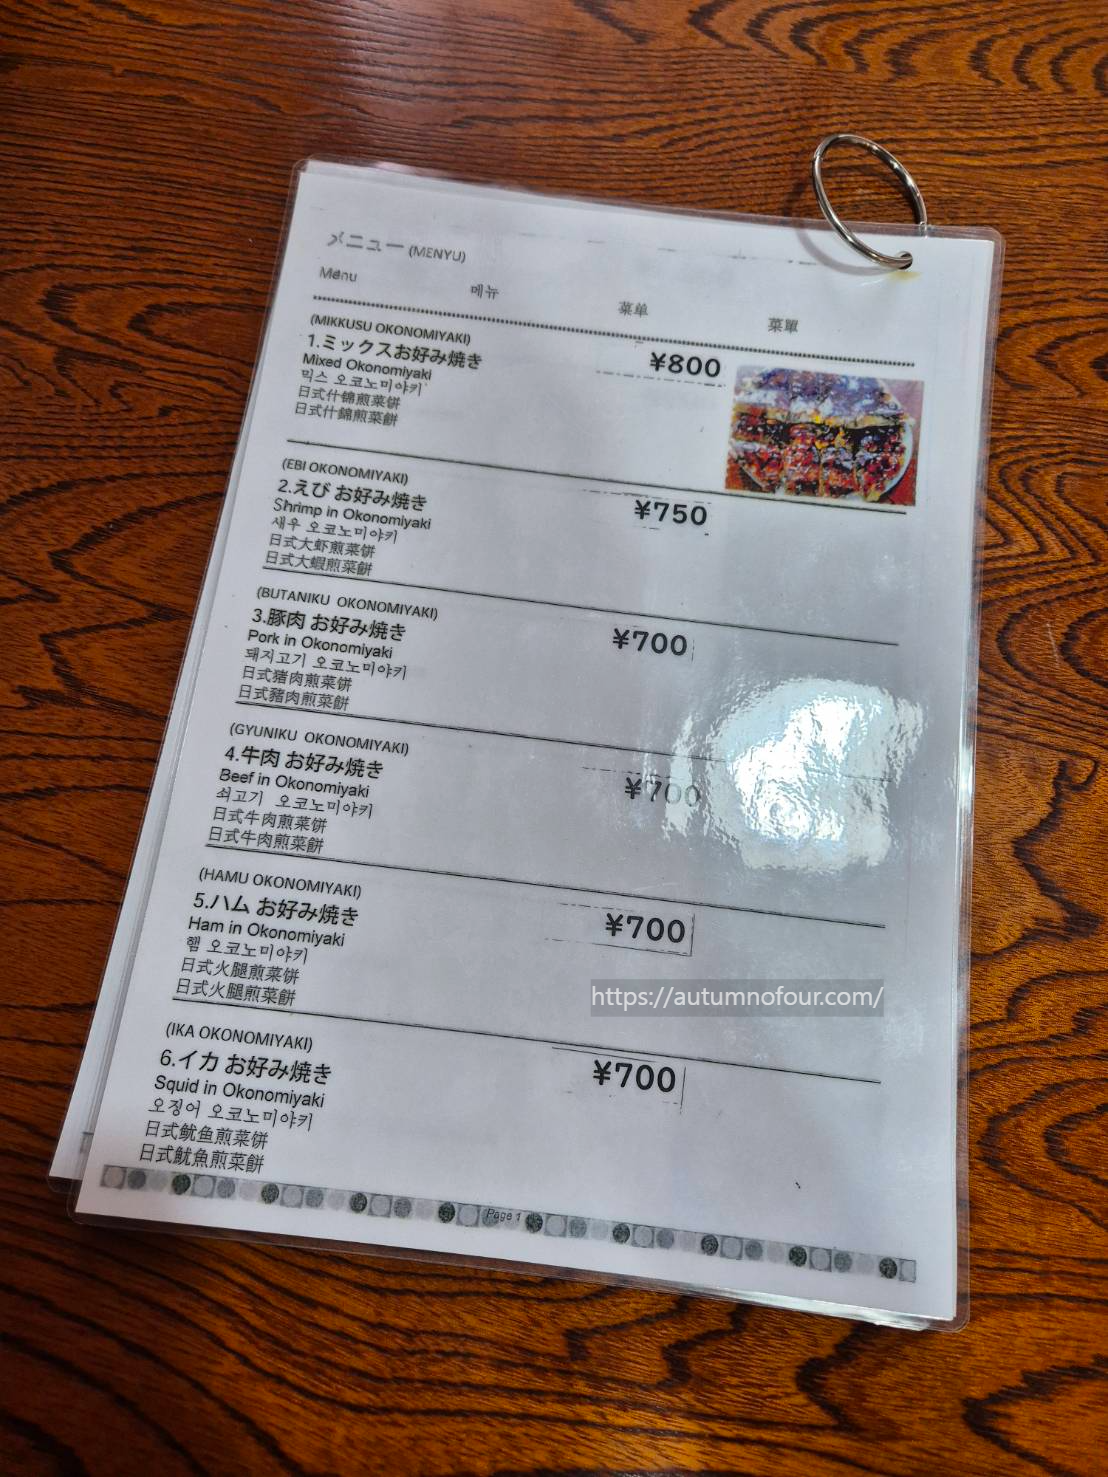 メニュー (MENYU)
Menu 메뉴 菜单 菜單
(MIKKUSU OKONOMIYAKI)
1.ミックスお好み焼き ¥800
Mixed Okonomiyaki
믹스 오코노미야키
日式什锦煎菜饼
日式什錦煎菜餅
(EBI OKONOMIYAKI)
2.えび お好み焼き ¥750
Shrimp in Okonomiyaki
새우 오코노미야키
日式大虾煎菜饼
日式大蝦煎菜餅
(BUTANIKU OKONOMIYAKI)
3.豚肉 お好み焼き ¥700
Pork in Okonomiyaki
돼지고기 오코노미야키
日式猪肉煎菜饼
日式豬肉煎菜餅
(GYUNIKU OKONOMIYAKI)
4.牛肉 お好み焼き ¥700
Beef in Okonomiyaki
쇠고기 오코노미야키
日式牛肉煎菜饼
日式牛肉煎菜餅
(HAMU OKONOMIYAKI)
5.ハム お好み焼き ¥700
Ham in Okonomiyaki
햄 오코노미야키
日式火腿煎菜饼
日式火腿煎菜餅
https://autumnofour.com/
(IKA OKONOMIYAKI)
6.イカ お好み焼き ¥700
Squid in Okonomiyaki
오징어 오코노미야키
日式鱿鱼煎菜饼
日式魷魚煎菜餅
Page 1